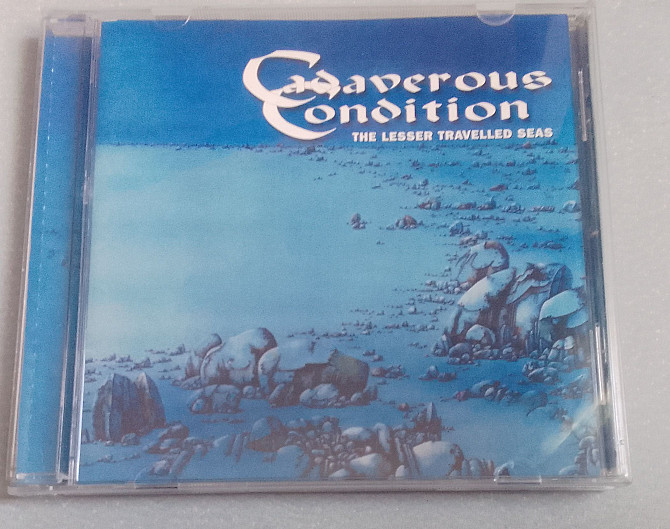 Cadaverous
Condition
THE LESSER TRAVELLED SEAS